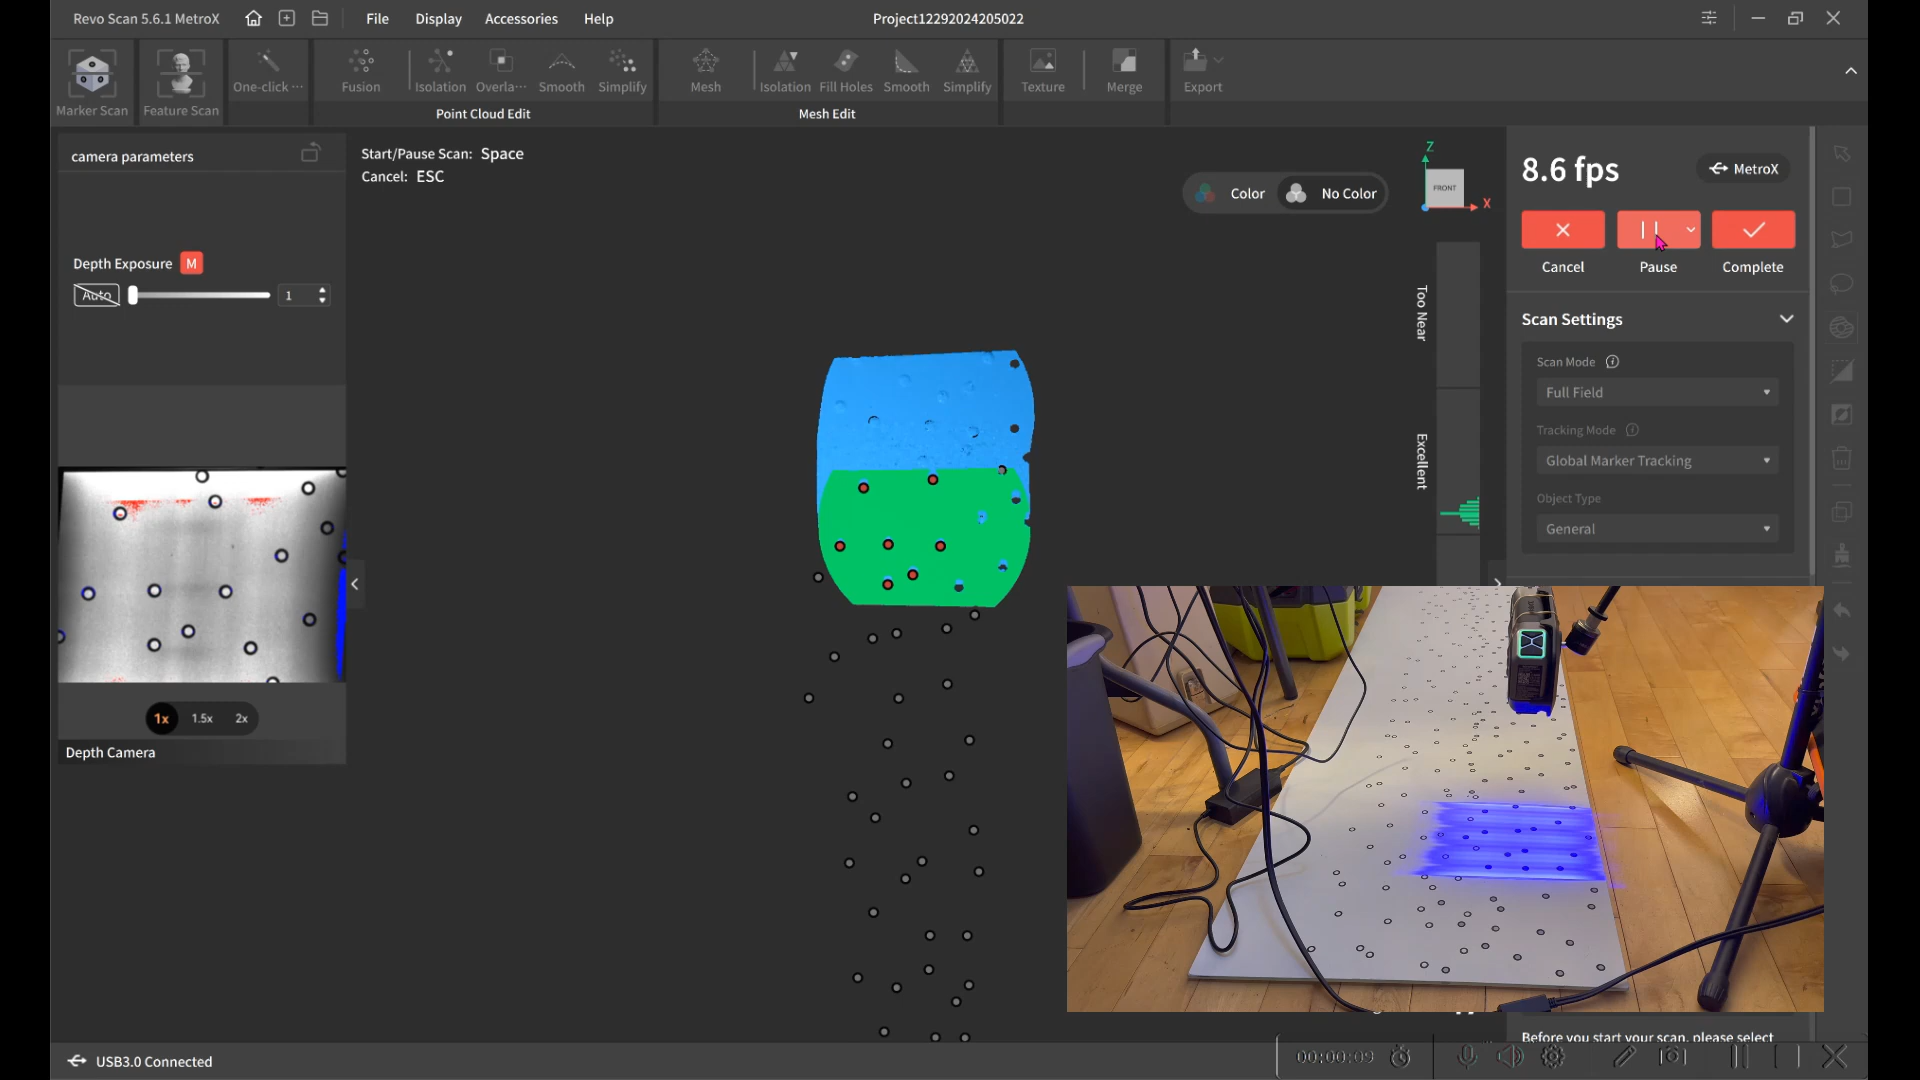 Revo Scan 5.6.1 MetroX
File
Display
Accessories
Help
Project12292024205022
Marker Scan
Feature Scan
One-click ···
Fusion
Isolation
Overla···
Smooth
Simplify
Point Cloud Edit
Mesh
Isolation
Fill Holes
Smooth
Simplify
Mesh Edit
Texture
Merge
Export
camera parameters
Start/Pause Scan: Space
Cancel: ESC
Depth Exposure M
Auto
1
1x
1.5x
2x
Depth Camera
Color
No Color
Z
FRONT
X
Too Near
Excellent
8.6 fps
MetroX
Cancel
Pause
Complete
Scan Settings
Scan Mode
Full Field
Tracking Mode
Global Marker Tracking
Object Type
General
Before you start your scan, please select
USB3.0 Connected
00:00:09